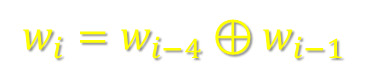 wᵢ = wᵢ₋₄ ⊕ wᵢ₋₁